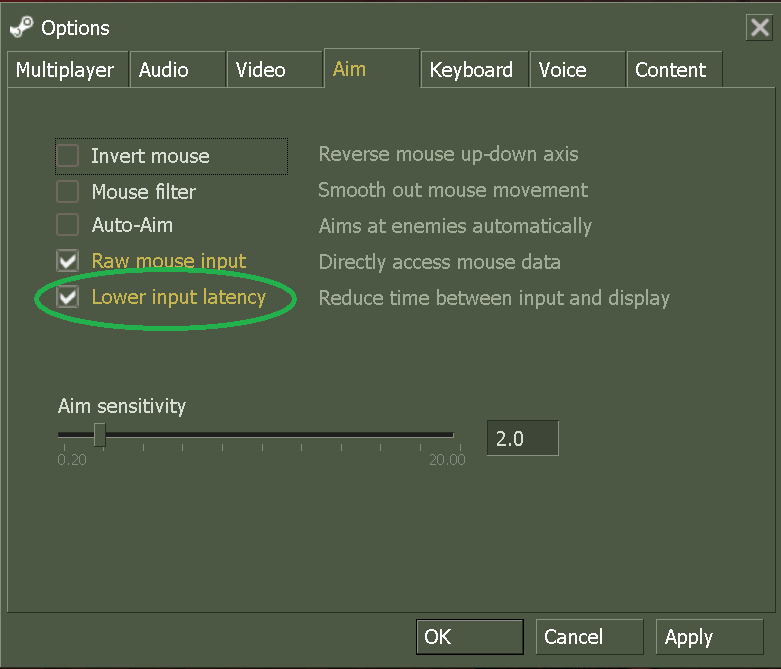 Options
Multiplayer Audio Video Aim Keyboard Voice Content
Invert mouse Reverse mouse up-down axis
Mouse filter Smooth out mouse movement
Auto-Aim Aims at enemies automatically
Raw mouse input Directly access mouse data
Lower input latency Reduce time between input and display
Aim sensitivity
2.0
0.20 20.00
OK Cancel Apply